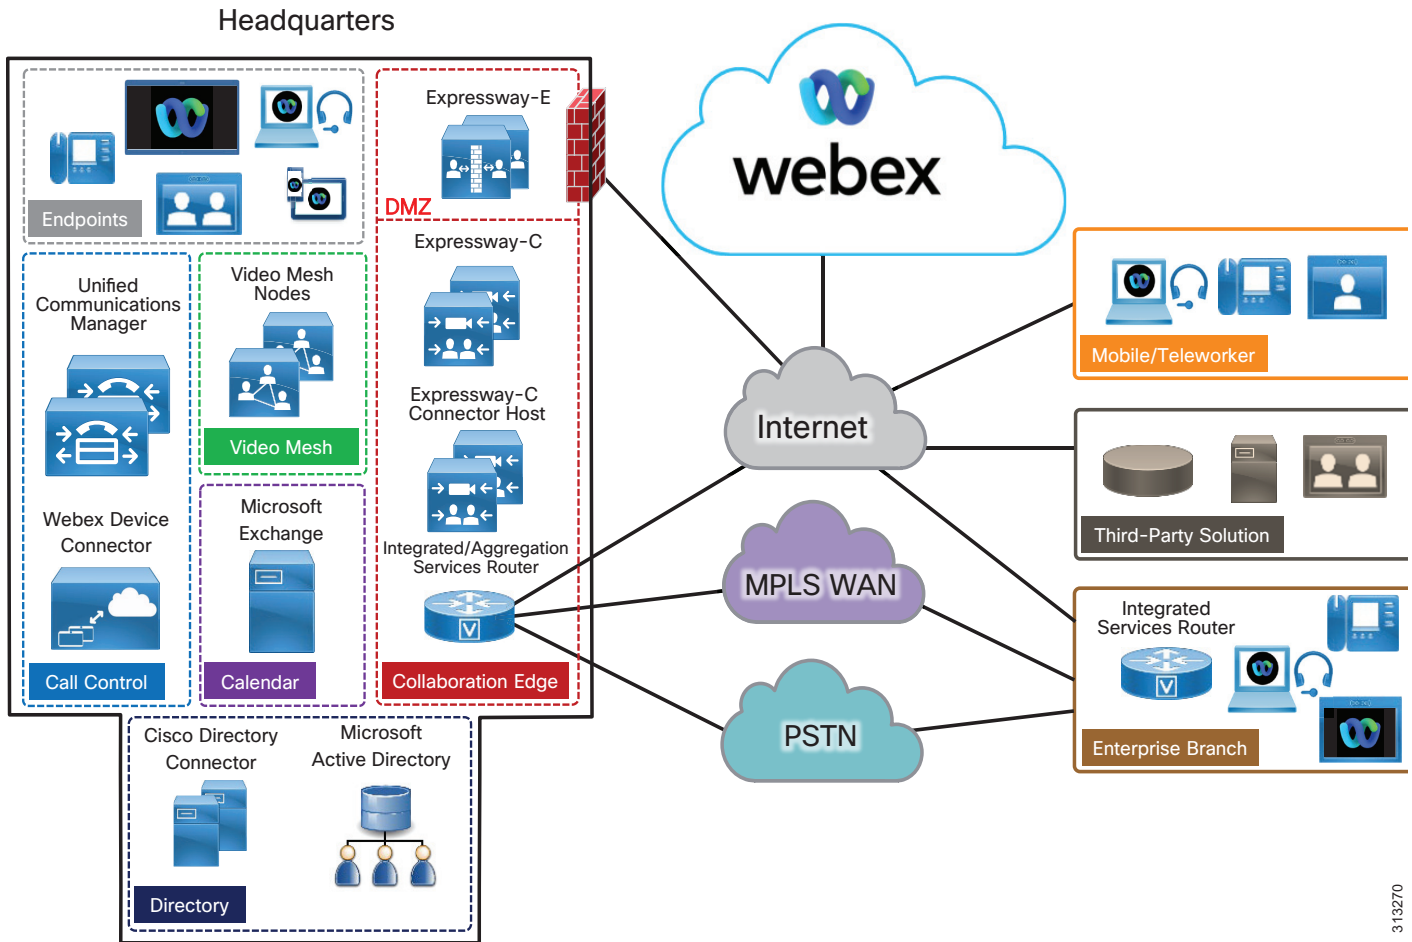 Headquarters
Endpoints
Expressway-E
DMZ
Expressway-C
Expressway-C
Connector Host
Integrated/Aggregation
Services Router
V
Collaboration Edge
Unified
Communications
Manager
Webex Device
Connector
Call Control
Video Mesh
Nodes
Video Mesh
Microsoft
Exchange
Calendar
Cisco Directory
Connector
Microsoft
Active Directory
Directory
webex
Internet
MPLS WAN
PSTN
Mobile/Teleworker
Third-Party Solution
Integrated
Services Router
V
Enterprise Branch
313270